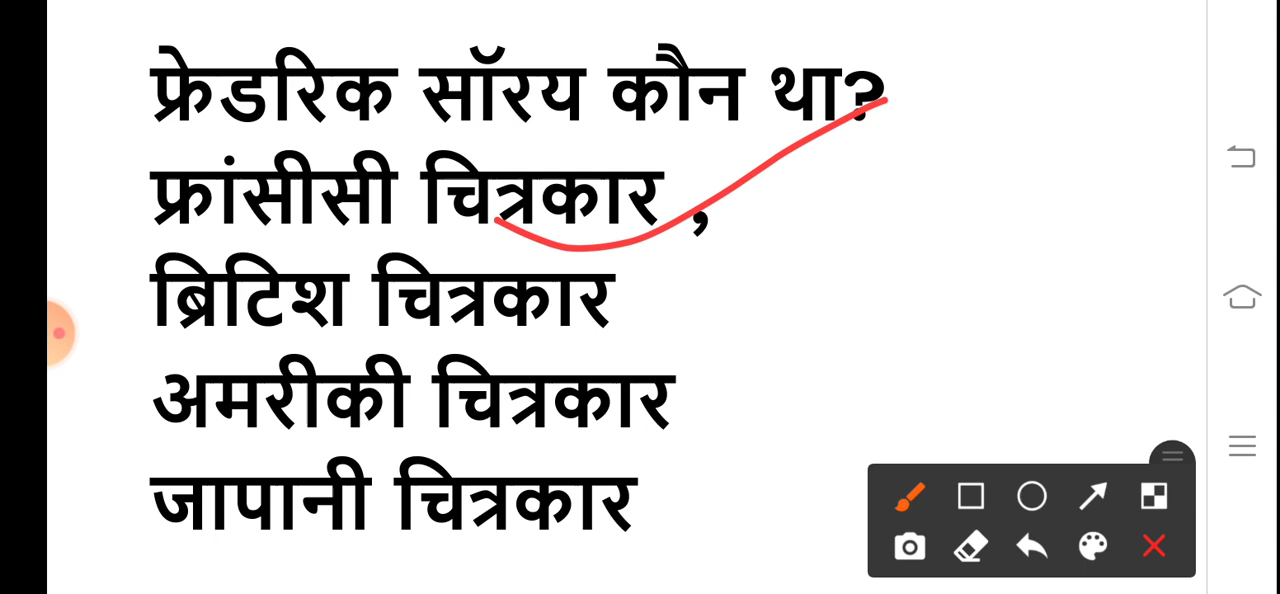 फ्रेडरिक सॉरय कौन था?
फ्रांसीसी चित्रकार ,
ब्रिटिश चित्रकार
अमरीकी चित्रकार
जापानी चित्रकार